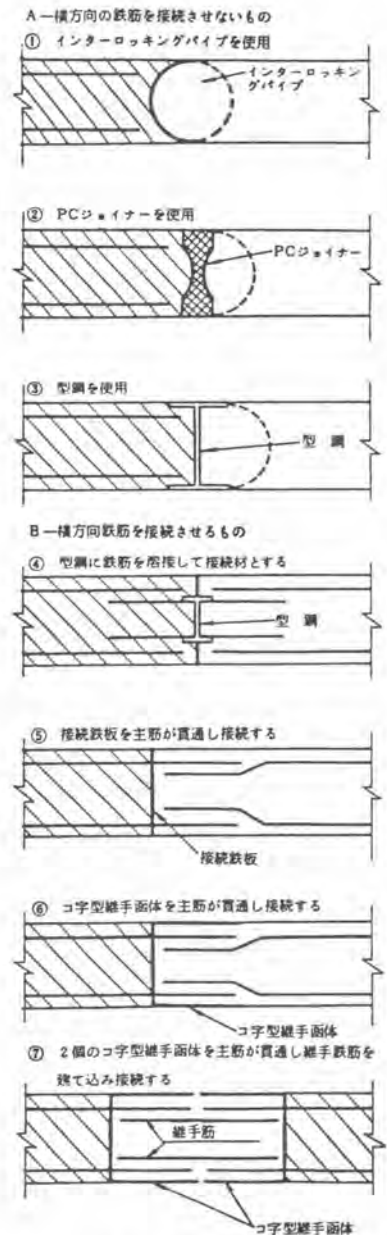 A－横方向の鉄筋を接続させないもの
① インターロッキングパイプを使用
インターロッキン
グパイプ
② PCジョイナーを使用
PCジョイナー
③ 型鋼を使用
型 鋼
B－横方向鉄筋を接続させるもの
④ 型鋼に鉄筋を熔接して接続材とする
型 鋼
⑤ 接続鉄板を主筋が貫通し接続する
接続鉄板
⑥ コ字型継手函体を主筋が貫通し接続する
コ字型継手函体
⑦ 2個のコ字型継手函体を主筋が貫通し継手鉄筋を
建て込み接続する
継手筋
コ字型継手函体